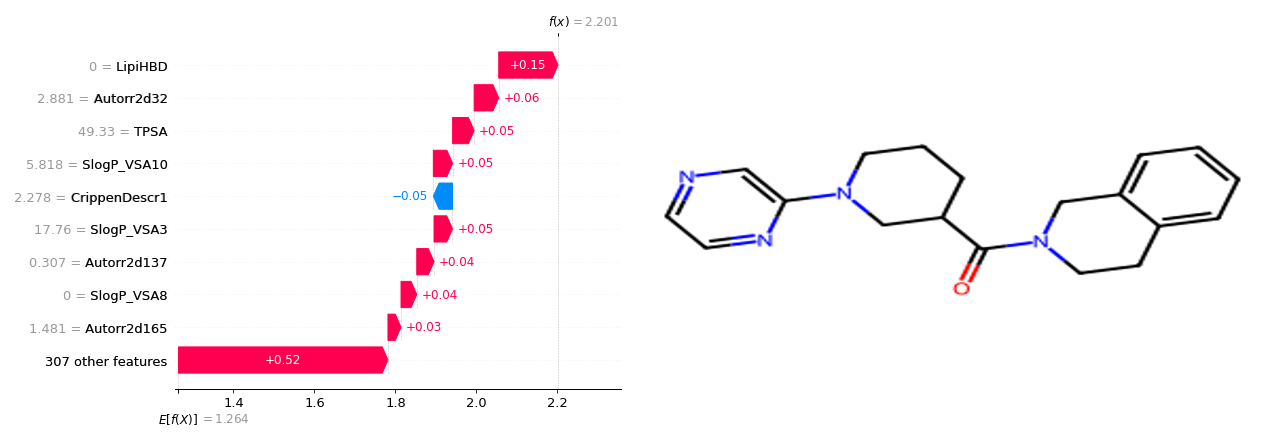 f(x) = 2.201
0 = LipiHBD
+0.15
2.881 = Autorr2d32
+0.06
49.33 = TPSA
+0.05
5.818 = SlogP_VSA10
+0.05
2.278 = CrippenDescr1
−0.05
17.76 = SlogP_VSA3
+0.05
0.307 = Autorr2d137
+0.04
0 = SlogP_VSA8
+0.04
1.481 = Autorr2d165
+0.03
307 other features
+0.52
1.4 1.6 1.8 2.0 2.2
E[f(X)] = 1.264
N
N
N
N
O